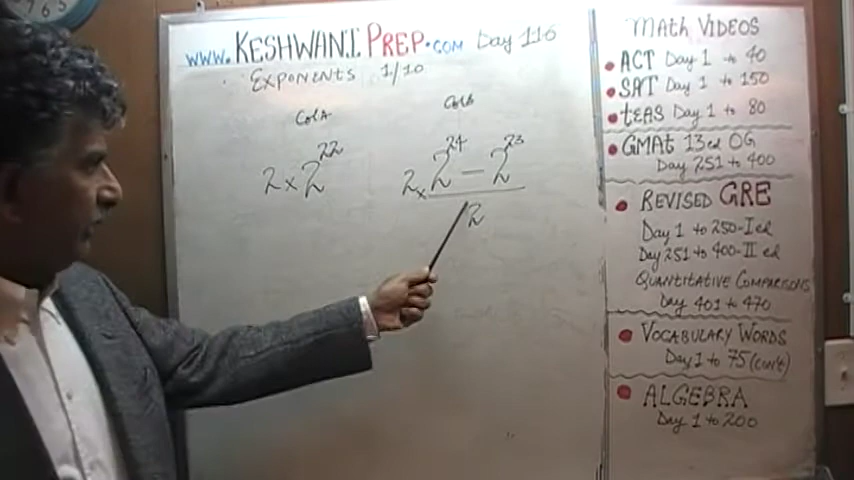 www. KESHWANI PREP.COM Day 116
EXPONENTS 1/10
Col A
Col B
2 x 2^22
2 x 2^24 - 2^23
2
MATH VIDEOS
ACT Day 1 to 40
SAT Day 1 to 150
tEAS Day 1 to 80
GMAt 13ed OG
Day 251 to 400
REVISED GRE
Day 1 to 250-I ed
Day 251 to 400-II ed
QUANTITATIVE COMPARISONS
Day 401 to 470
VOCABULARY WORDS
Day 1 to 75 (con't)
ALGEBRA
Day 1 to 200